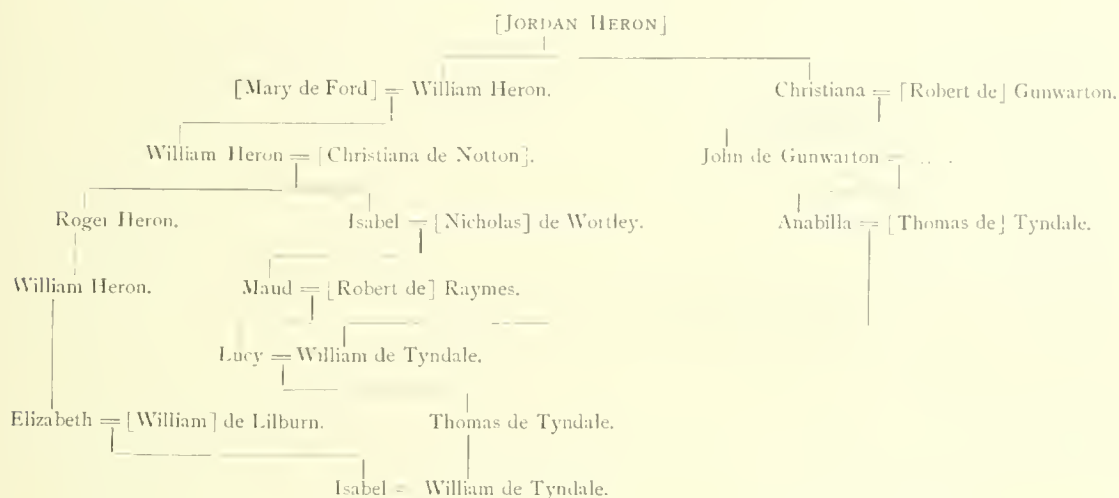 [JORDAN HERON]
[Mary de Ford] = William Heron. Christiana = [Robert de] Gunwarton.
William Heron = [Christiana de Notton]. John de Gunwarton = ... .
Roger Heron. Isabel = [Nicholas] de Wortley. Anabilla = [Thomas de] Tyndale.
William Heron. Maud = [Robert de] Raymes.
Lucy = William de Tyndale.
Elizabeth = [William] de Lilburn. Thomas de Tyndale.
Isabel = William de Tyndale.